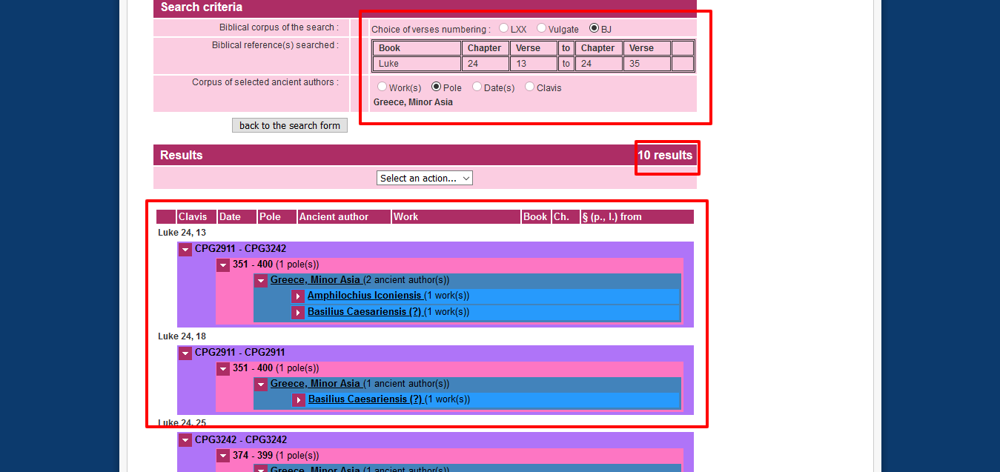 Search criteria
Biblical corpus of the search :
Choice of verses numbering : LXX Vulgate BJ
Biblical reference(s) searched :
Book Chapter Verse to Chapter Verse
Luke 24 13 to 24 35
Corpus of selected ancient authors :
Work(s) Pole Date(s) Clavis
Greece, Minor Asia
back to the search form
Results 10 results
Select an action...
Clavis Date Pole Ancient author Work Book Ch. § (p., l.) from
Luke 24, 13
CPG2911 - CPG3242
351 - 400 (1 pole(s))
Greece, Minor Asia (2 ancient author(s))
Amphilochius Iconiensis (1 work(s))
Basilius Caesariensis (?) (1 work(s))
Luke 24, 18
CPG2911 - CPG2911
351 - 400 (1 pole(s))
Greece, Minor Asia (1 ancient author(s))
Basilius Caesariensis (?) (1 work(s))
Luke 24, 25
CPG3242 - CPG3242
374 - 399 (1 pole(s))
Greece, Minor Asia (1 ancient author(s))